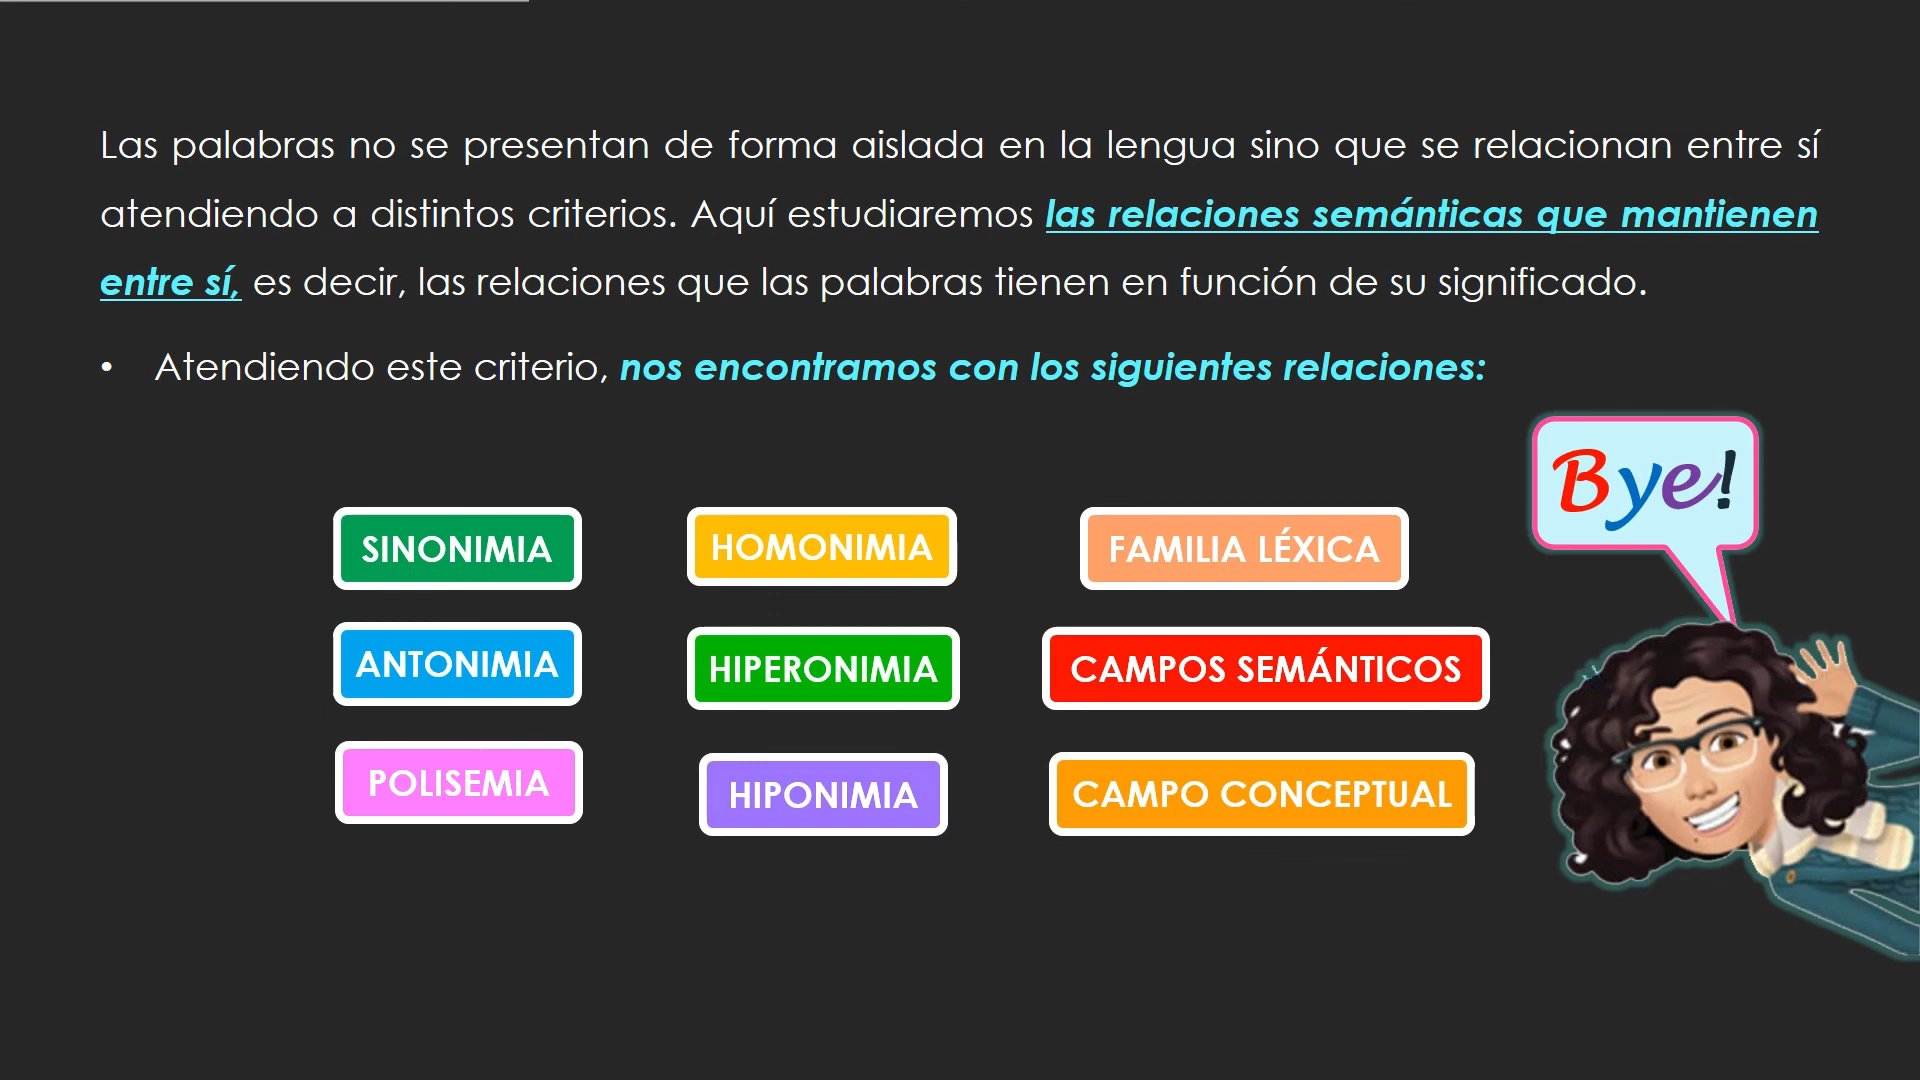 Las palabras no se presentan de forma aislada en la lengua sino que se relacionan entre sí
atendiendo a distintos criterios. Aquí estudiaremos las relaciones semánticas que mantienen
entre sí, es decir, las relaciones que las palabras tienen en función de su significado.
• Atendiendo este criterio, nos encontramos con los siguientes relaciones:
Bye!
SINONIMIA
HOMONIMIA
FAMILIA LÉXICA
ANTONIMIA
HIPERONIMIA
CAMPOS SEMÁNTICOS
POLISEMIA
HIPONIMIA
CAMPO CONCEPTUAL